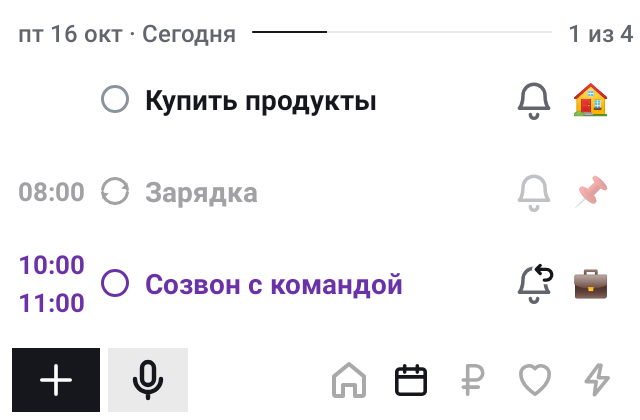 пт 16 окт · Сегодня 1 из 4
Купить продукты
08:00 Зарядка
10:00
11:00
Созвон с командой